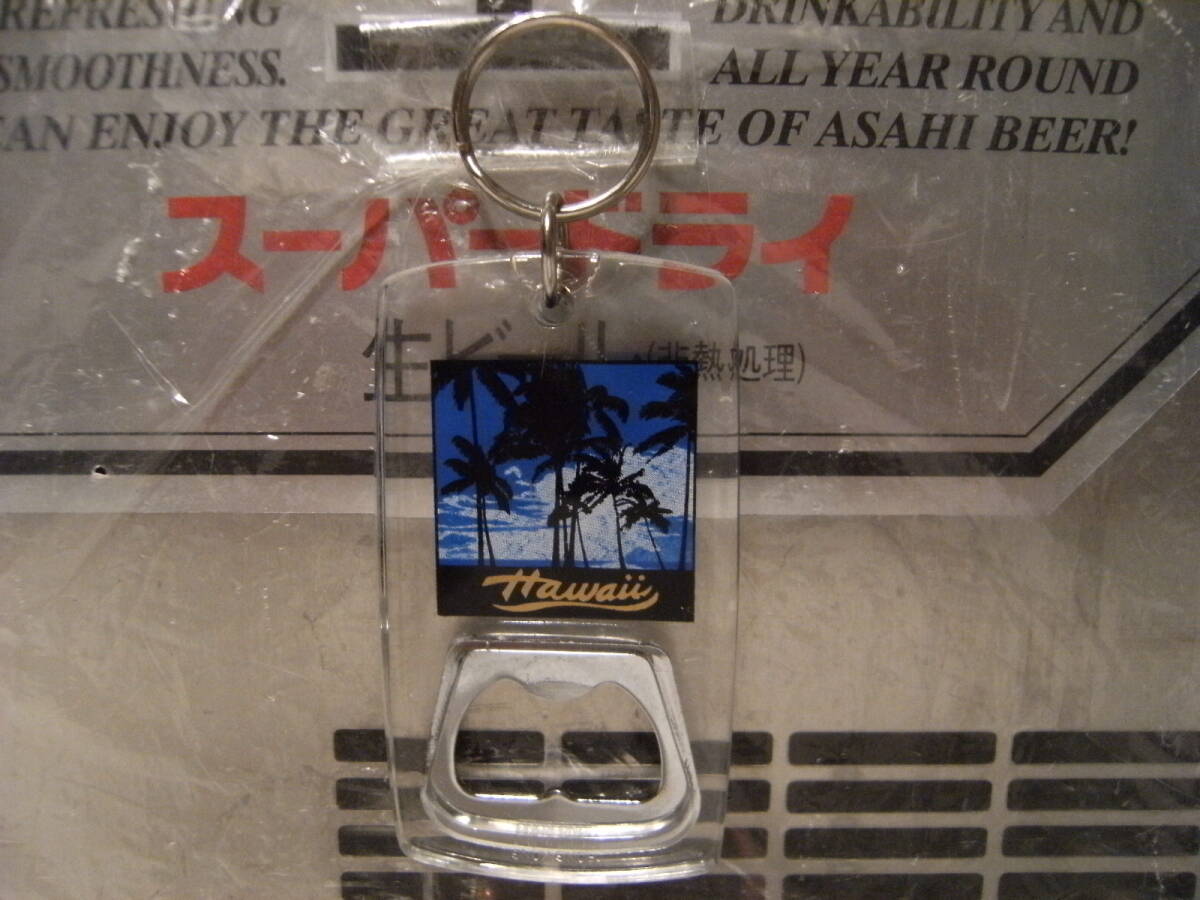 REFRESHING
DRINKABILITY AND
SMOOTHNESS.
ALL YEAR ROUND
CAN ENJOY THE GREAT TASTE OF ASAHI BEER!
スーパードライ
生ビール(非熱処理)
Hawaii